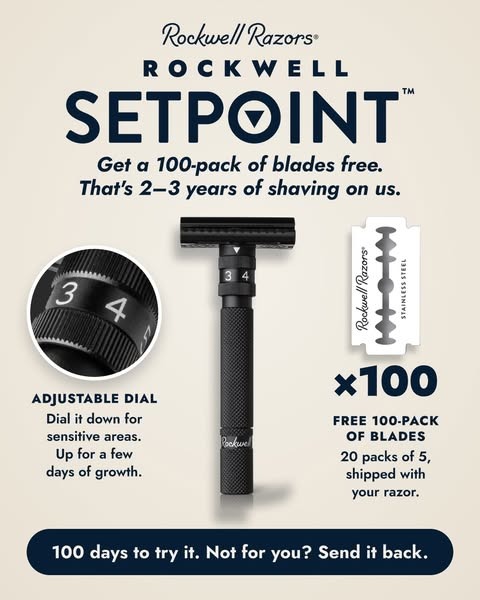 Rockwell Razors®
ROCKWELL
SETPOINT™
Get a 100-pack of blades free.
That's 2–3 years of shaving on us.
3 4
3 4
Rockwell Razors®
STAINLESS STEEL
×100
ADJUSTABLE DIAL
Dial it down for
sensitive areas.
Up for a few
days of growth.
Rockwell
FREE 100-PACK
OF BLADES
20 packs of 5,
shipped with
your razor.
100 days to try it. Not for you? Send it back.